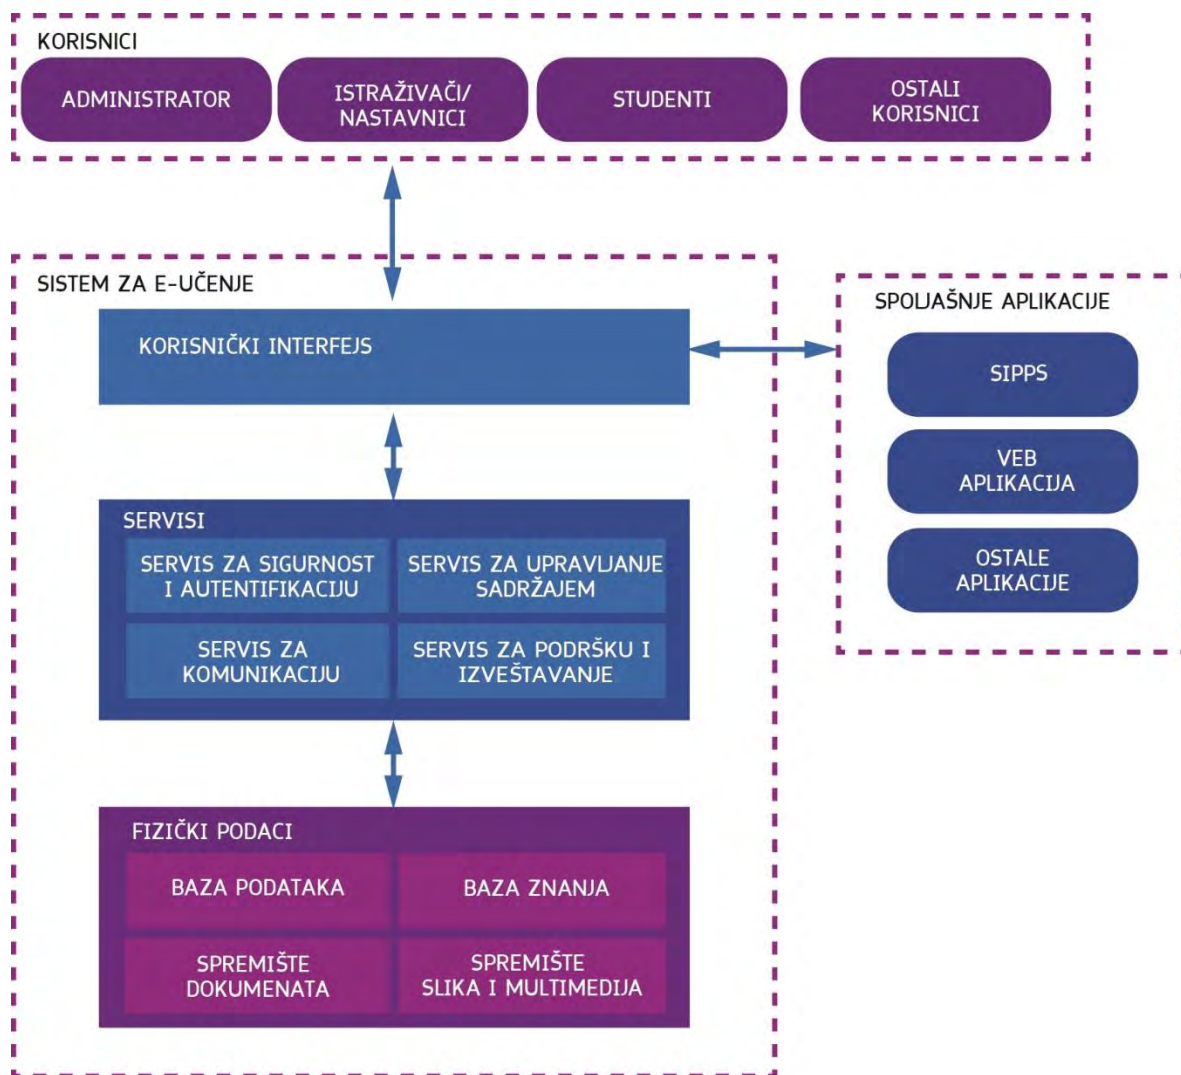 KORISNICI
ADMINISTRATOR
ISTRAŽIVAČI/
NASTAVNICI
STUDENTI
OSTALI
KORISNICI
SISTEM ZA E-UČENJE
KORISNIČKI INTERFEJS
SPOLJAŠNJE APLIKACIJE
SIPPS
VEB
APLIKACIJA
OSTALE
APLIKACIJE
SERVISI
SERVIS ZA SIGURNOST
I AUTENTIFIKACIJU
SERVIS ZA UPRAVLJANJE
SADRŽAJEM
SERVIS ZA
KOMUNIKACIJU
SERVIS ZA PODRŠKU I
IZVEŠTAVANJE
FIZIČKI PODACI
BAZA PODATAKA
BAZA ZNANJA
SPREMIŠTE
DOKUMENATA
SPREMIŠTE
SLIKA I MULTIMEDIJA